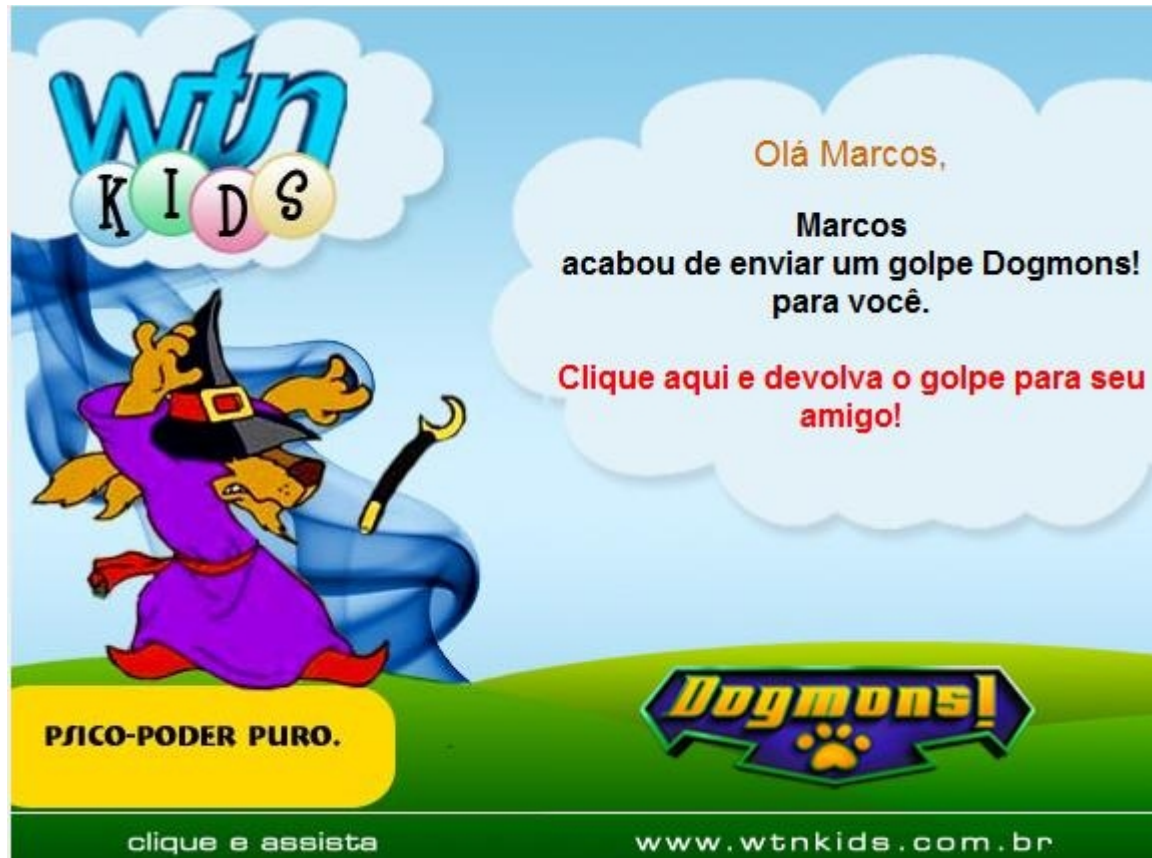 wtn
KIDS
Olá Marcos,
Marcos
acabou de enviar um golpe Dogmons!
para você.
Clique aqui e devolva o golpe para seu
amigo!
PSICO-PODER PURO.
Dogmons!
clique e assista
www.wtnkids.com.br